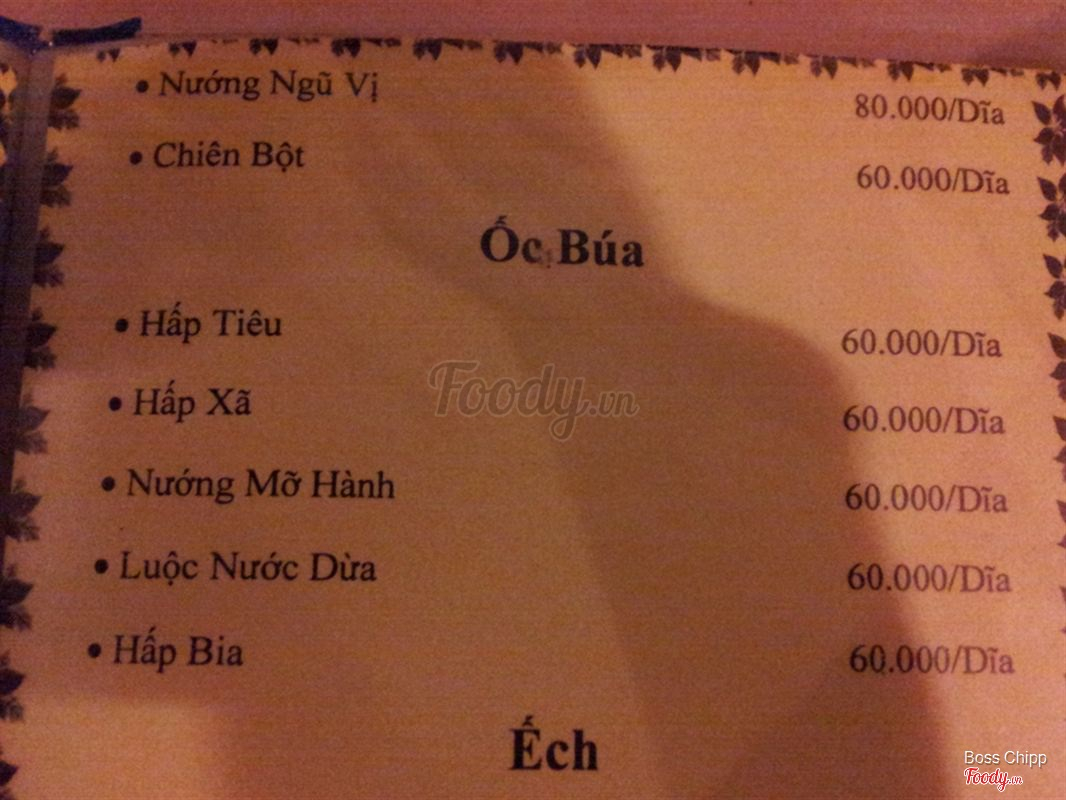 • Nướng Ngũ Vị 80.000/Dĩa
• Chiên Bột 60.000/Dĩa
Ốc Búa
• Hấp Tiêu 60.000/Dĩa
• Hấp Xã 60.000/Dĩa
Foody.vn
• Nướng Mỡ Hành 60.000/Dĩa
• Luộc Nước Dừa 60.000/Dĩa
• Hấp Bia 60.000/Dĩa
Ếch
Boss Chipp
Foody.vn